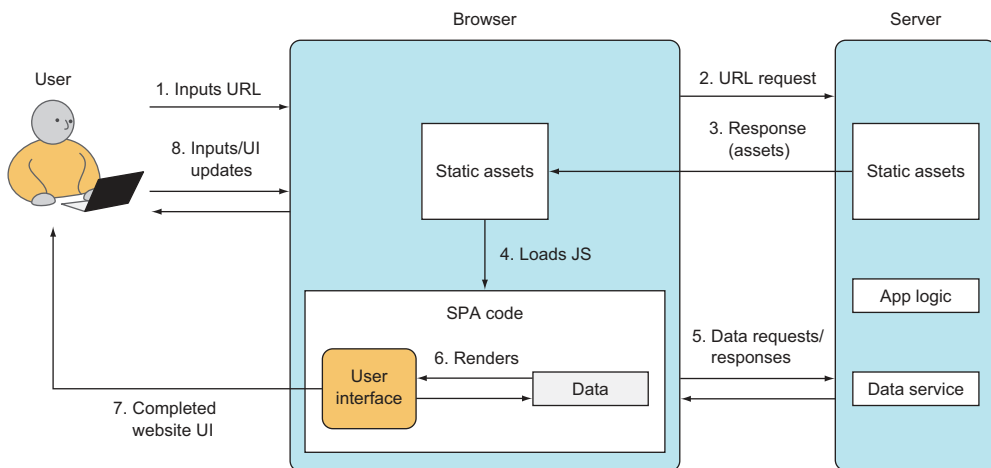 Browser
Server
User
1. Inputs URL
2. URL request
3. Response
(assets)
8. Inputs/UI
updates
Static assets
Static assets
4. Loads JS
App logic
SPA code
5. Data requests/
responses
6. Renders
User
interface
Data
Data service
7. Completed
website UI